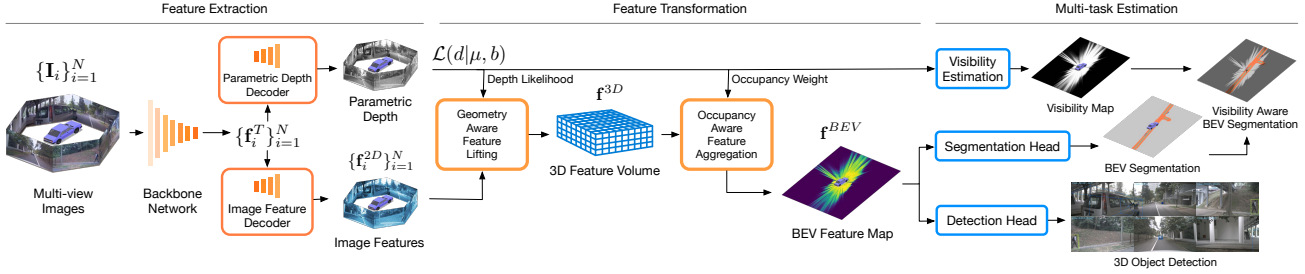 Feature Extraction
Feature Transformation
Multi-task Estimation
{I_i}_{i=1}^N
Multi-view
Images
Backbone
Network
Parametric Depth
Decoder
{f_i^T}_{i=1}^N
Image Feature
Decoder
Parametric
Depth
{f_i^{2D}}_{i=1}^N
Image Features
L(d|μ, b)
Depth Likelihood
Geometry
Aware
Feature
Lifting
f^{3D}
3D Feature Volume
Occupancy Weight
Occupancy
Aware
Feature
Aggregation
f^{BEV}
BEV Feature Map
Visibility
Estimation
Visibility Map
Visibility Aware
BEV Segmentation
Segmentation Head
BEV Segmentation
Detection Head
3D Object Detection